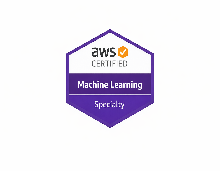 aws
CERTIFIED
Machine Learning
Specialty